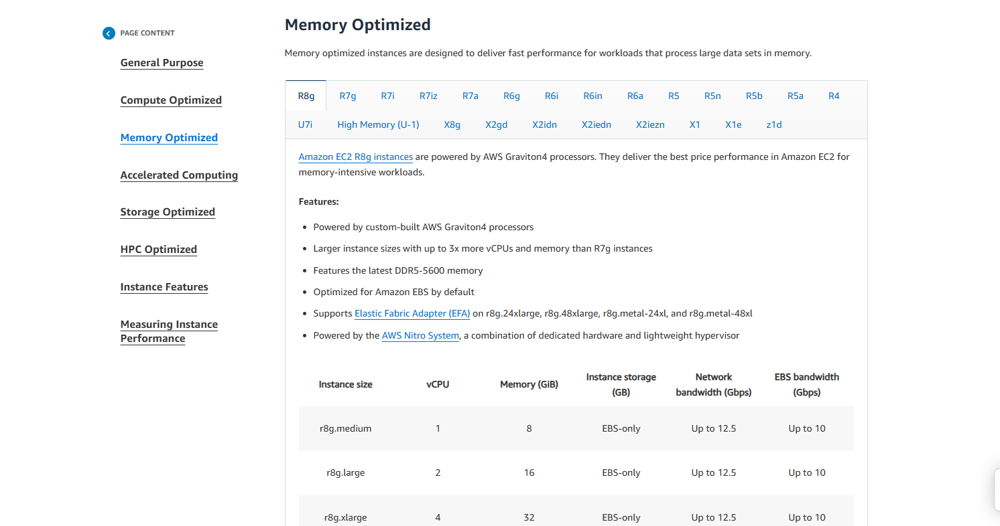 PAGE CONTENT
General Purpose
Compute Optimized
Memory Optimized
Accelerated Computing
Storage Optimized
HPC Optimized
Instance Features
Measuring Instance
Performance
Memory Optimized
Memory optimized instances are designed to deliver fast performance for workloads that process large data sets in memory.
R8g R7g R7i R7iz R7a R6g R6i R6in R6a R5 R5n R5b R5a R4
U7i High Memory (U-1) X8g X2gd X2idn X2iedn X2iezn X1 X1e z1d
Amazon EC2 R8g instances are powered by AWS Graviton4 processors. They deliver the best price performance in Amazon EC2 for
memory-intensive workloads.
Features:
• Powered by custom-built AWS Graviton4 processors
• Larger instance sizes with up to 3x more vCPUs and memory than R7g instances
• Features the latest DDR5-5600 memory
• Optimized for Amazon EBS by default
• Supports Elastic Fabric Adapter (EFA) on r8g.24xlarge, r8g.48xlarge, r8g.metal-24xl, and r8g.metal-48xl
• Powered by the AWS Nitro System, a combination of dedicated hardware and lightweight hypervisor
Instance size vCPU Memory (GiB) Instance storage (GB) Network bandwidth (Gbps) EBS bandwidth (Gbps)
r8g.medium 1 8 EBS-only Up to 12.5 Up to 10
r8g.large 2 16 EBS-only Up to 12.5 Up to 10
r8g.xlarge 4 32 EBS-only Up to 12.5 Up to 10